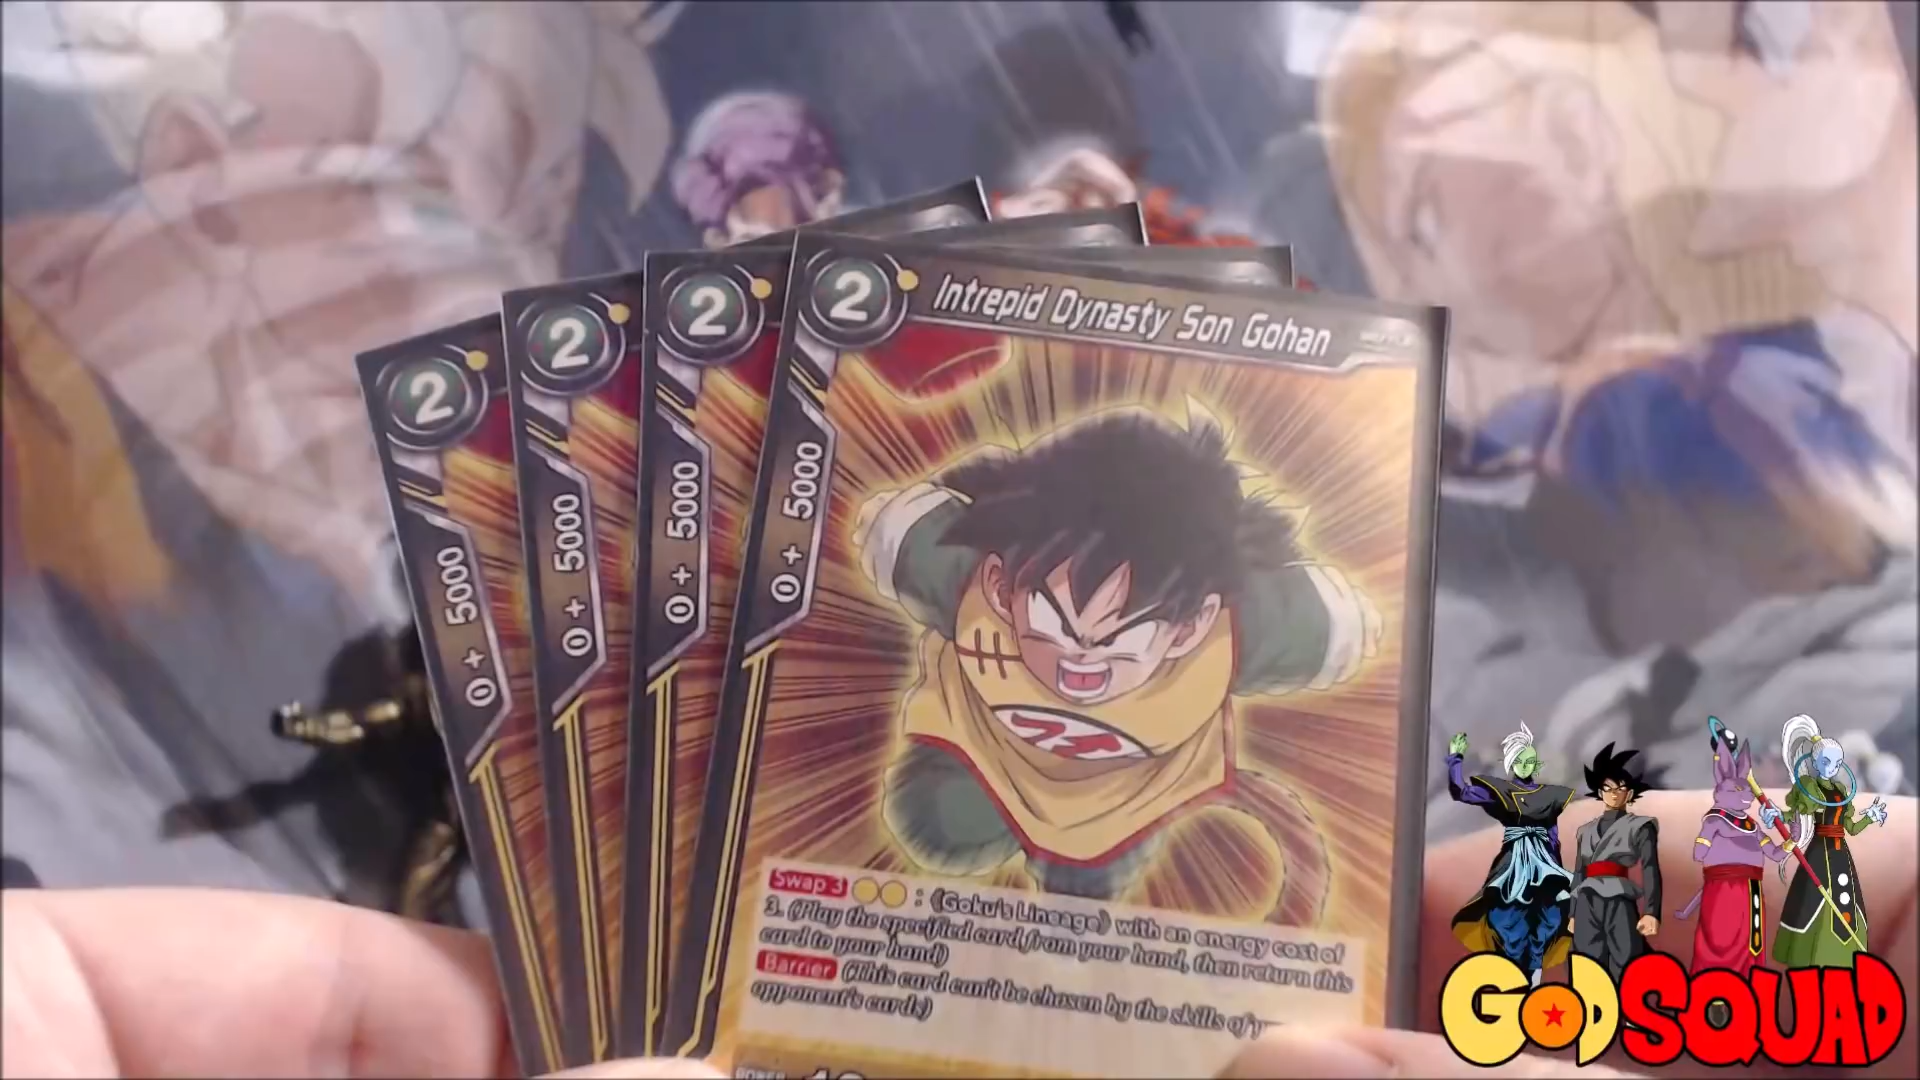 2
0 + 5000
2
0 + 5000
2
0 + 5000
2
0 + 5000
Intrepid Dynasty Son Gohan
Swap 3 : 《Goku's Lineage》 with an energy cost of
3. (Play the specified card from your hand, then return this
card to your hand)
Barrier (This card can't be chosen by the skills of
opponent's cards)
POWER
GOD SQUAD